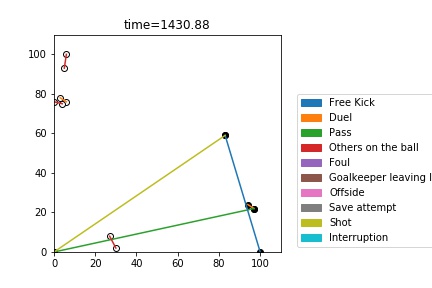 time=1430.88
100
80
60
40
20
0
0 20 40 60 80 100
Free Kick
Duel
Pass
Others on the ball
Foul
Goalkeeper leaving l
Offside
Save attempt
Shot
Interruption